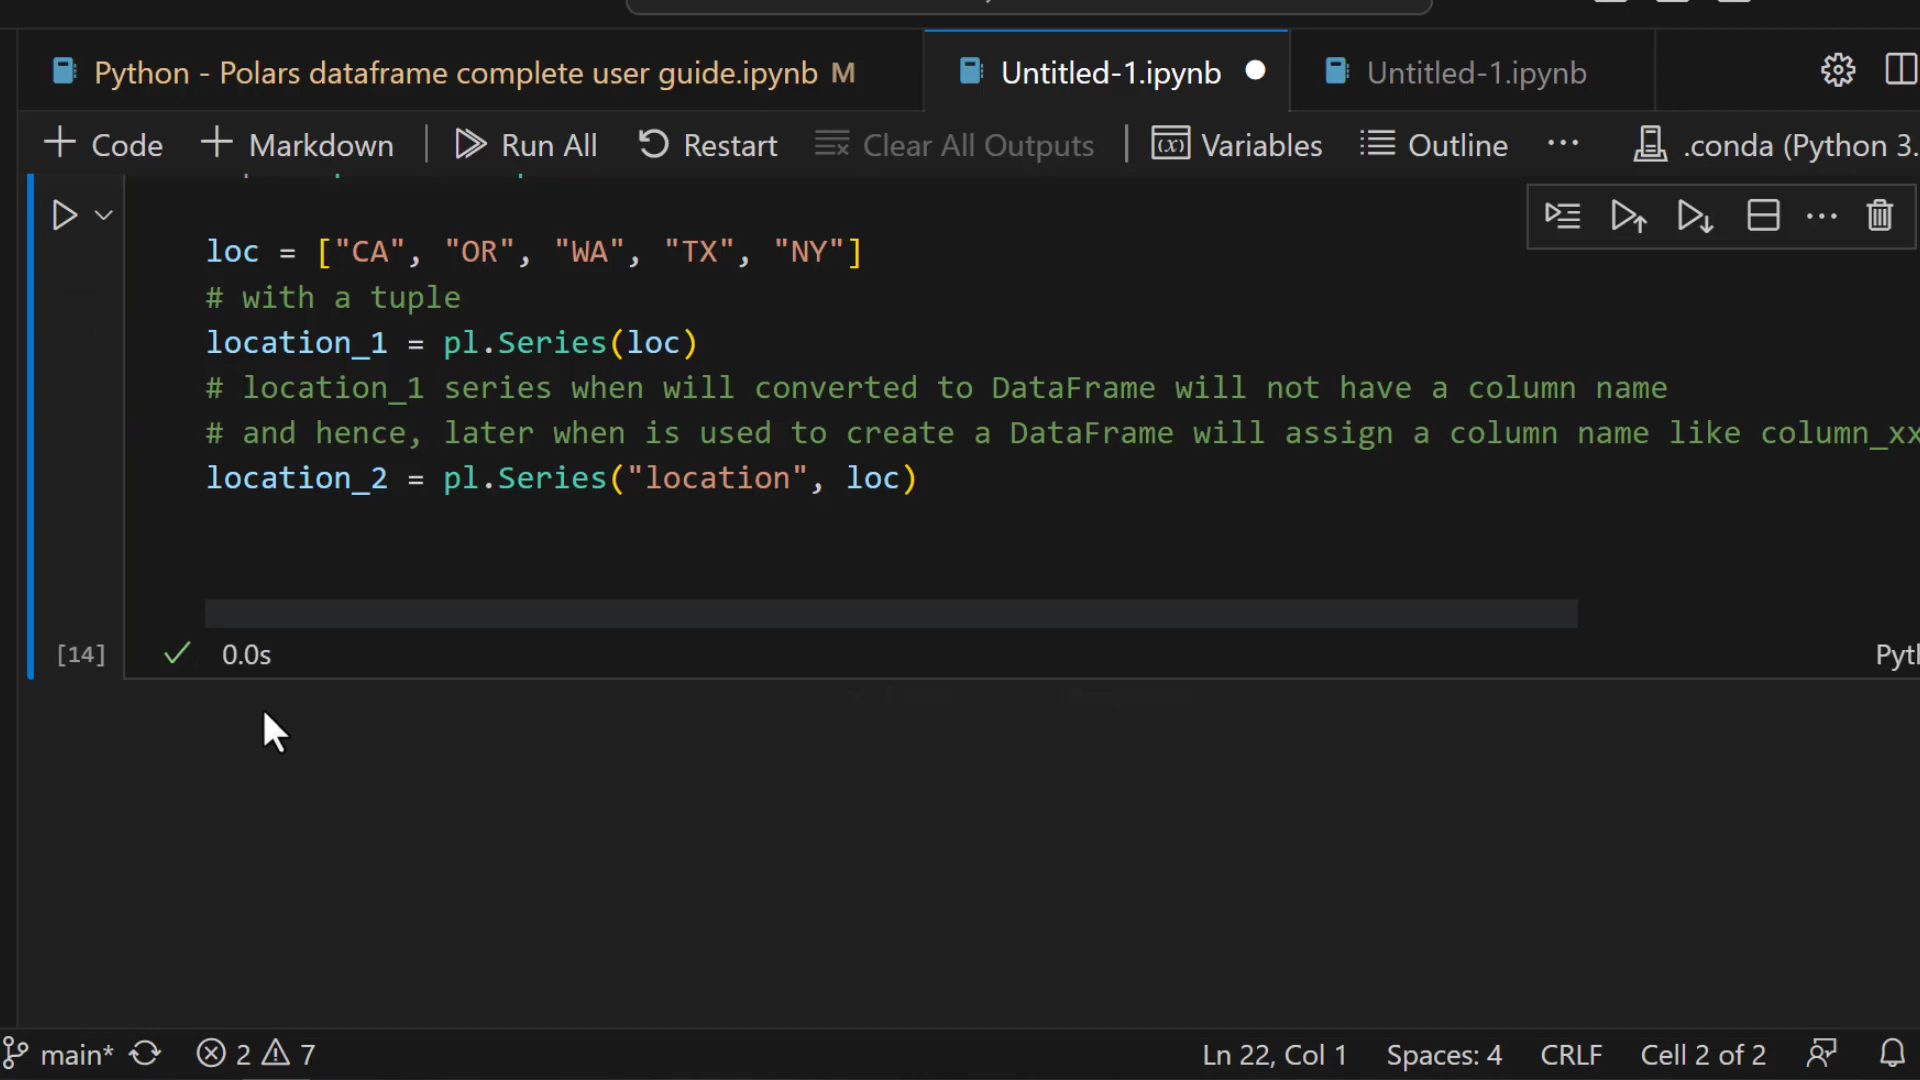 Python - Polars dataframe complete user guide.ipynb M
Untitled-1.ipynb
Untitled-1.ipynb
Code
Markdown
Run All
Restart
Clear All Outputs
Variables
Outline
...
.conda (Python 3.
loc = ["CA", "OR", "WA", "TX", "NY"]
# with a tuple
location_1 = pl.Series(loc)
# location_1 series when will converted to DataFrame will not have a column name
# and hence, later when is used to create a DataFrame will assign a column name like column_xx
location_2 = pl.Series("location", loc)
[14]
0.0s
Pyth
main*
2
7
Ln 22, Col 1
Spaces: 4
CRLF
Cell 2 of 2